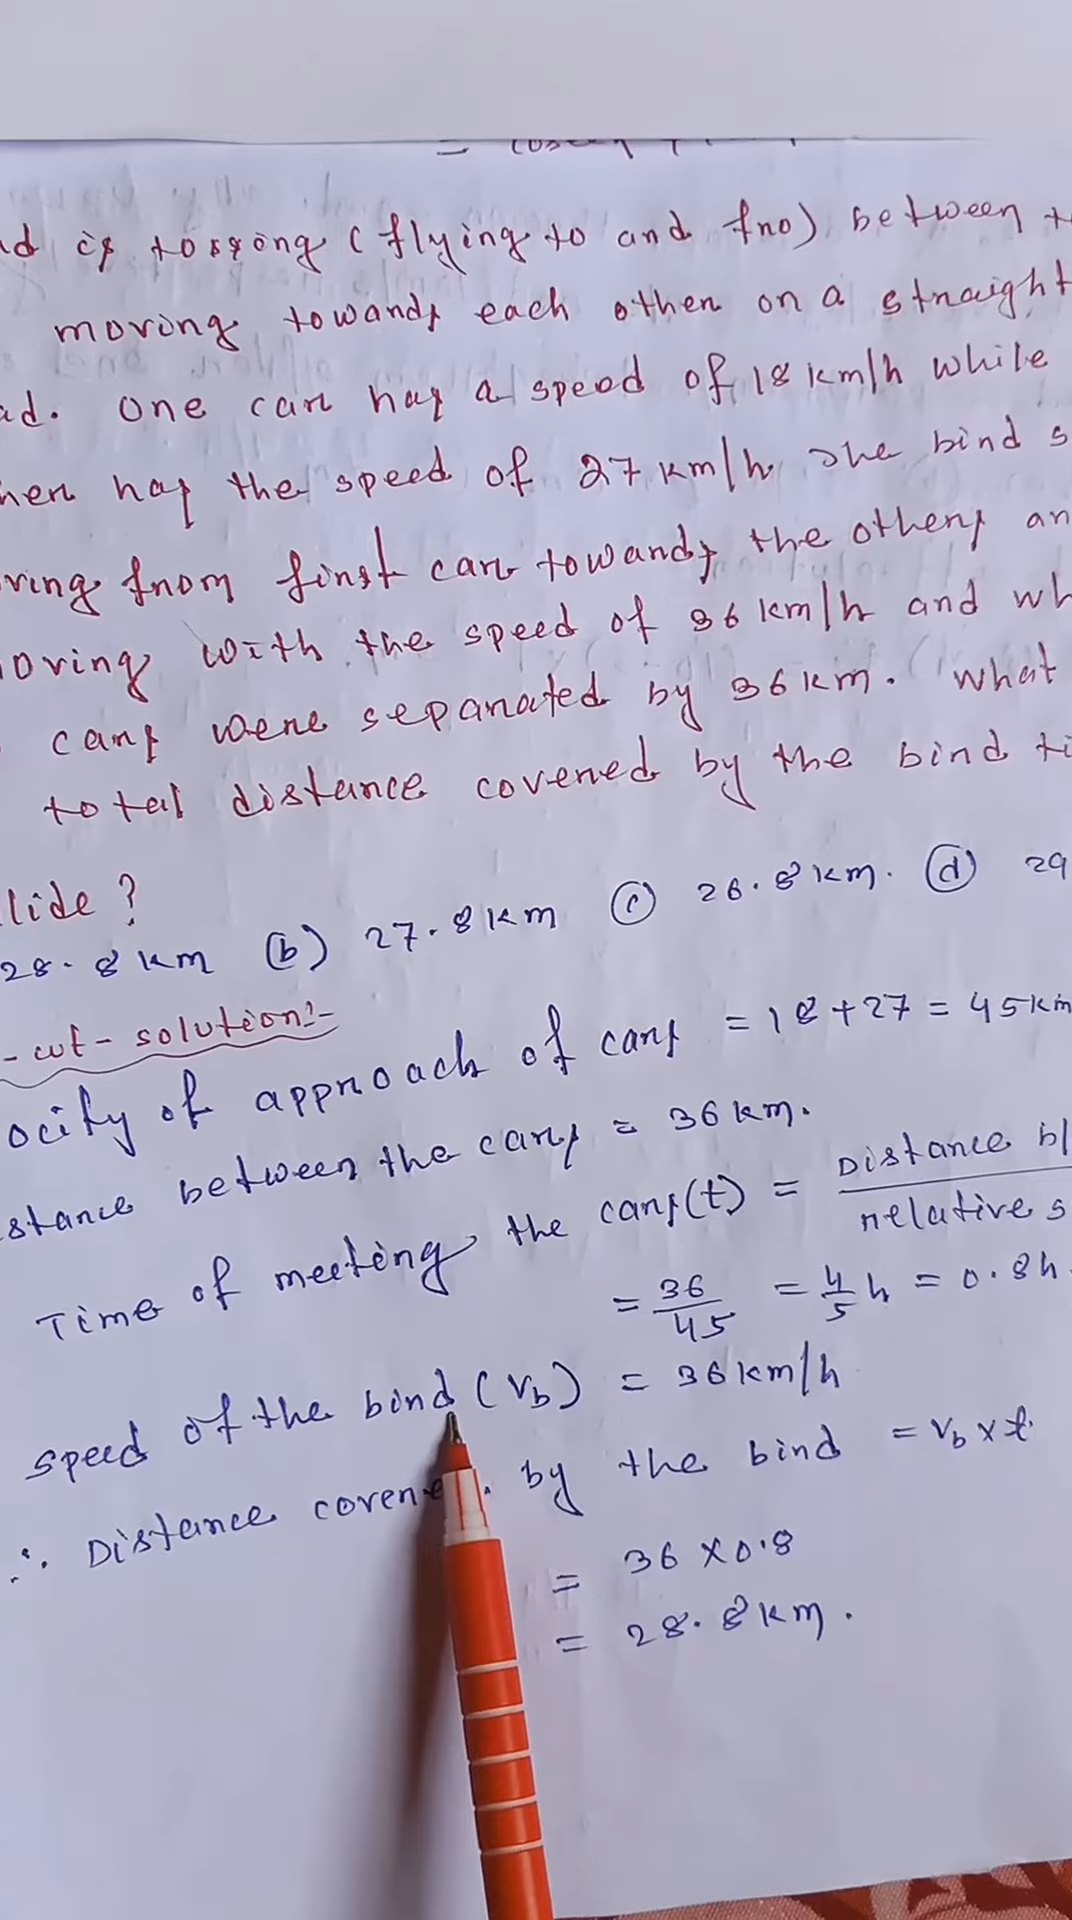 is tossing (flying to and fro) between
moving towards each other on a straight
One car has a speed of 18 km/h while
has the speed of 27 km/h. The bird s
from first car towards the others an
moving with the speed of 36 km/h and wh
cars were separated by 36 km. What
total distance covered by the bird ti
lide ?
28.8 km (b) 27.8 km (c) 26.8 km. (d) 29
-cut-solution:-
ocity of approach of cars = 18+27 = 45 km
stance between the cars = 36 km.
Time of meeting the cars(t) = Distance b/
relative s
= 36/45 = 4/5 h = 0.8h.
speed of the bird (Vb) = 36 km/h
∴ Distance by the bird = Vb x t.
= 36 X 0.8
= 28.8 km.